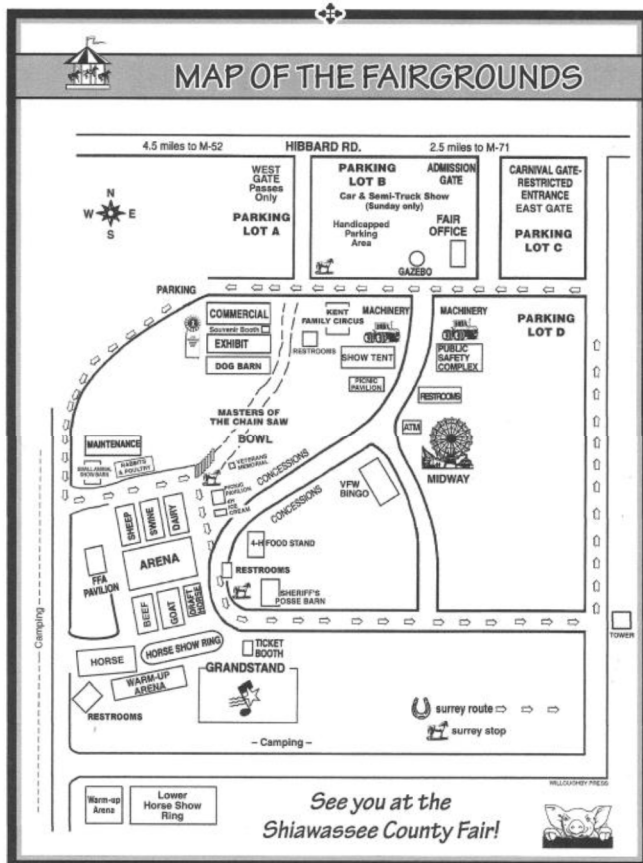 MAP OF THE FAIRGROUNDS
4.5 miles to M-52
HIBBARD RD.
2.5 miles to M-71
WEST
GATE
Passes
Only
PARKING
LOT A
PARKING
LOT B
Car & Semi-Truck Show
(Sunday only)
Handicapped
Parking
Area
ADMISSION
GATE
FAIR
OFFICE
GAZEBO
CARNIVAL GATE-
RESTRICTED
ENTRANCE
EAST GATE
PARKING
LOT C
N
W E
S
PARKING
COMMERCIAL
Souvenir Booth
EXHIBIT
DOG BARN
KENT
FAMILY CIRCUS
RESTROOMS
MACHINERY
SHOW TENT
PICNIC
PAVILION
MACHINERY
PUBLIC
SAFETY
COMPLEX
PARKING
LOT D
RESTROOMS
ATM
MIDWAY
MASTERS OF
THE CHAIN SAW
BOWL
VETERANS
MEMORIAL
MAINTENANCE
SMALL ANIMAL
SHOW BARN
RABBITS
& POULTRY
CONCESSIONS
CONCESSIONS
PICNIC
PAVILION
4H
ICE
CREAM
VFW
BINGO
SHEEP
SWINE
DAIRY
ARENA
FFA
PAVILION
4-H FOOD STAND
RESTROOMS
SHERIFF'S
POSSE BARN
BEEF
GOAT
DRAFT
HORSE
HORSE
HORSE SHOW RING
WARM-UP
ARENA
RESTROOMS
TICKET
BOOTH
GRANDSTAND
TOWER
– Camping –
surrey route
surrey stop
– Camping –
WILLOUGHBY PRESS
Warm-up
Arena
Lower
Horse Show
Ring
See you at the
Shiawassee County Fair!